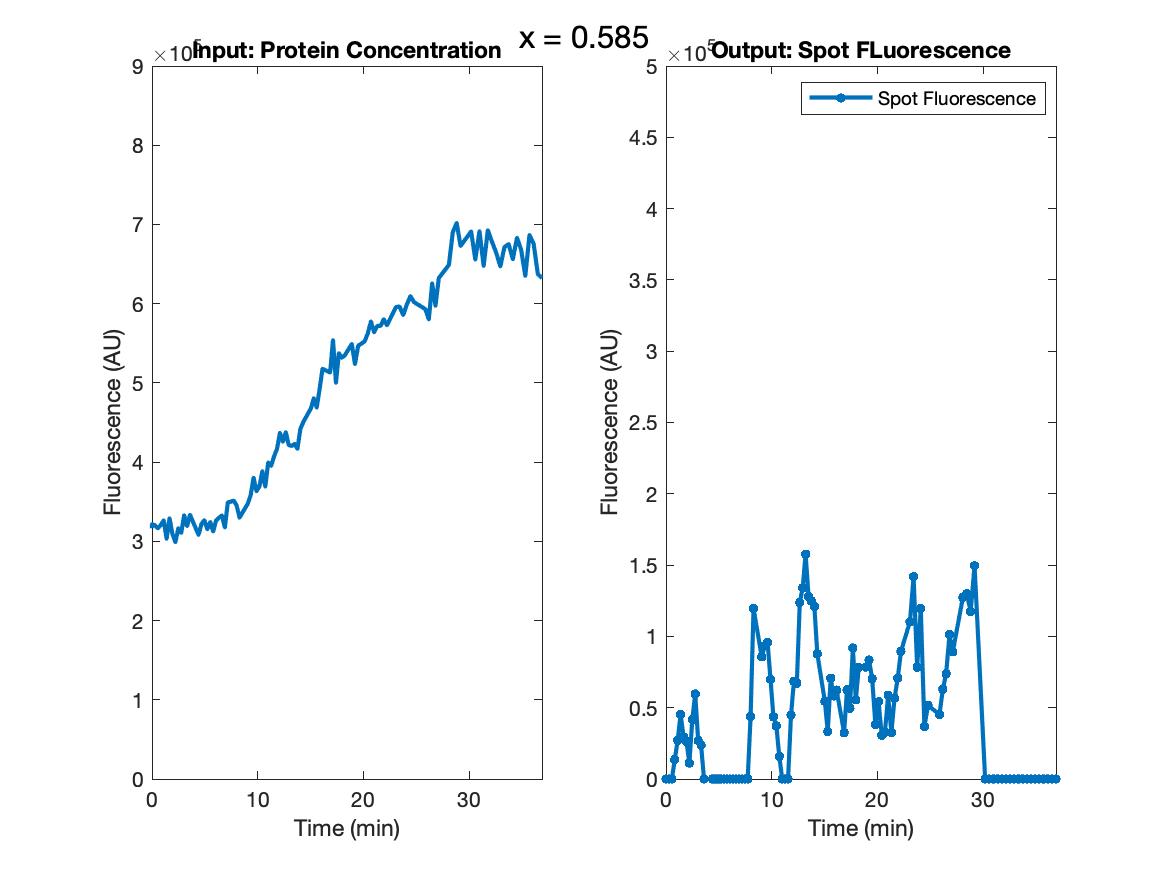 x = 0.585
×10⁵
Input: Protein Concentration
9
8
7
6
5
4
3
2
1
0
Fluorescence (AU)
0 10 20 30
Time (min)
×10⁵
Output: Spot FLuorescence
Spot Fluorescence
5
4.5
4
3.5
3
2.5
2
1.5
1
0.5
0
Fluorescence (AU)
0 10 20 30
Time (min)